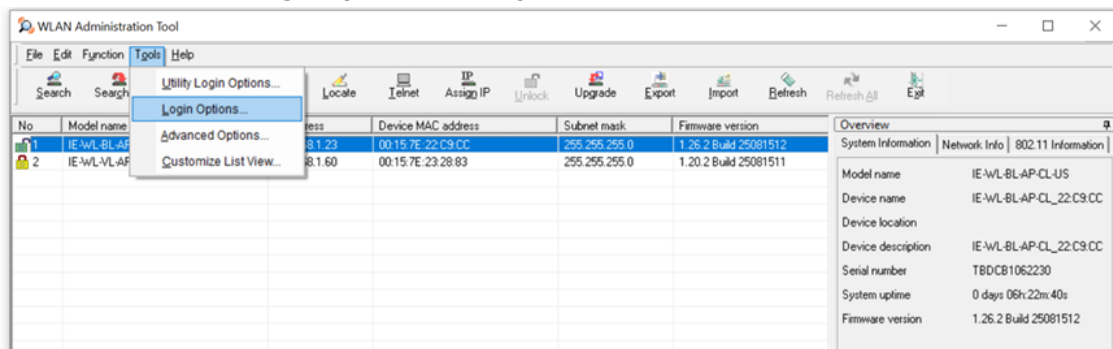 WLAN Administration Tool
File Edit Function Tools Help
Search Search Locate Telnet Assign IP Unlock Upgrade Export Import Refresh Refresh All Exit
Utility Login Options...
Login Options...
Advanced Options...
Customize List View...
No Model name ress Device MAC address Subnet mask Firmware version
1 IE-WL-BL-AP 8.1.23 00:15:7E:22:C9:CC 255.255.255.0 1.26.2 Build 25081512
2 IE-WL-VL-AP 8.1.60 00:15:7E:23:28:83 255.255.255.0 1.20.2 Build 25081511
Overview
System Information Network Info 802.11 Information
Model name IE-WL-BL-AP-CL-US
Device name IE-WL-BL-AP-CL_22:C9:CC
Device location
Device description IE-WL-BL-AP-CL_22:C9:CC
Serial number TBDCB1062230
System uptime 0 days 06h:22m:40s
Firmware version 1.26.2 Build 25081512